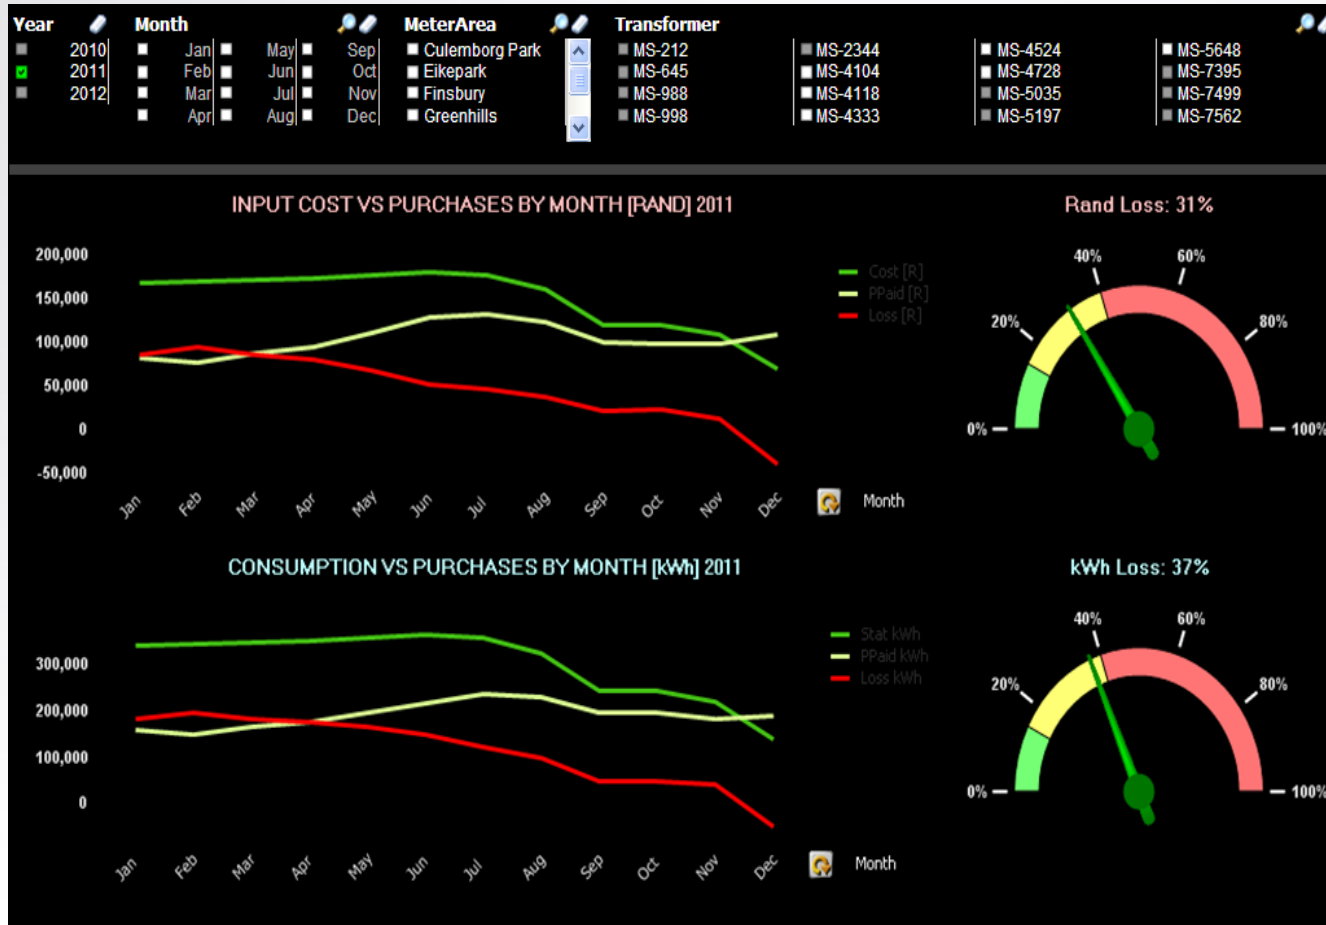 Year Month MeterArea Transformer
2010 Jan May Sep Culemborg Park MS-212 MS-2344 MS-4524 MS-5648
2011 Feb Jun Oct Eikepark MS-645 MS-4104 MS-4728 MS-7395
2012 Mar Jul Nov Finsbury MS-988 MS-4118 MS-5035 MS-7499
Apr Aug Dec Greenhills MS-998 MS-4333 MS-5197 MS-7562
INPUT COST VS PURCHASES BY MONTH [RAND] 2011
200,000
150,000
100,000
50,000
0
-50,000
Jan Feb Mar Apr May Jun Jul Aug Sep Oct Nov Dec
Month
Cost [R]
PPaid [R]
Loss [R]
Rand Loss: 31%
0%
20%
40%
60%
80%
100%
CONSUMPTION VS PURCHASES BY MONTH [kWh] 2011
300,000
200,000
100,000
0
Jan Feb Mar Apr May Jun Jul Aug Sep Oct Nov Dec
Month
Stat kWh
PPaid kWh
Loss kWh
kWh Loss: 37%
0%
20%
40%
60%
80%
100%